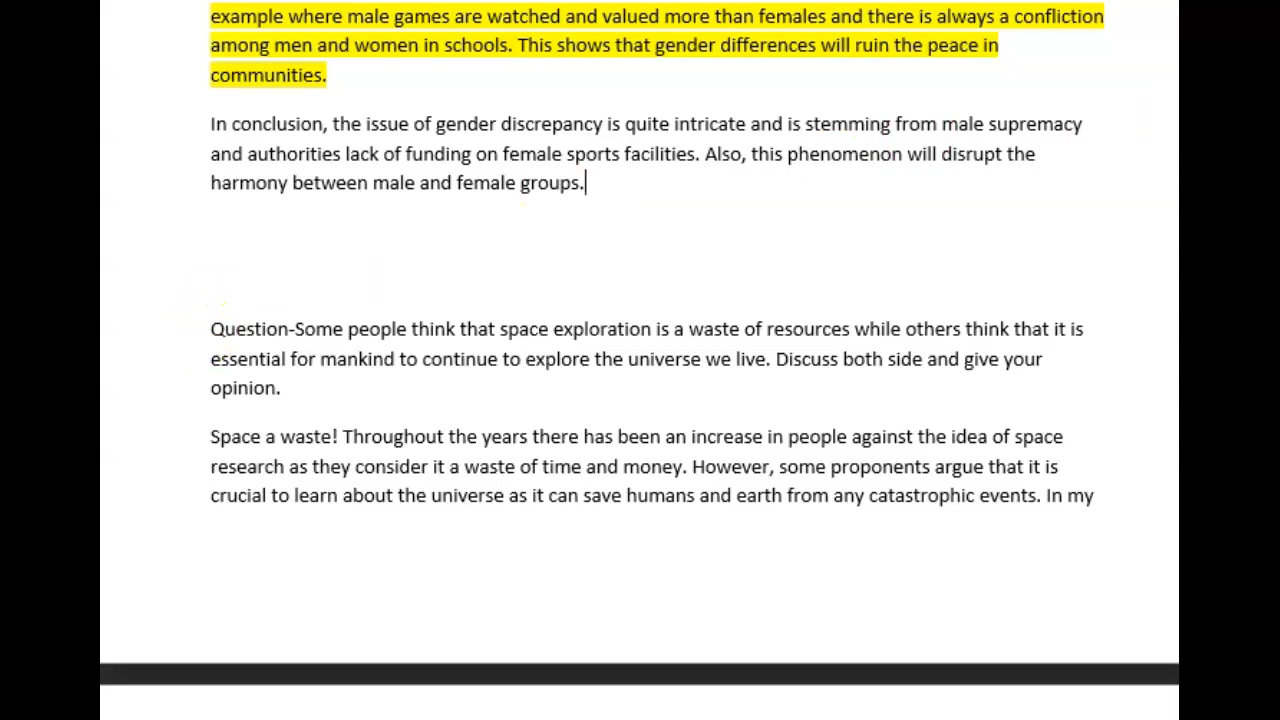 example where male games are watched and valued more than females and there is always a confliction
among men and women in schools. This shows that gender differences will ruin the peace in
communities.
In conclusion, the issue of gender discrepancy is quite intricate and is stemming from male supremacy
and authorities lack of funding on female sports facilities. Also, this phenomenon will disrupt the
harmony between male and female groups.
Question-Some people think that space exploration is a waste of resources while others think that it is
essential for mankind to continue to explore the universe we live. Discuss both side and give your
opinion.
Space a waste! Throughout the years there has been an increase in people against the idea of space
research as they consider it a waste of time and money. However, some proponents argue that it is
crucial to learn about the universe as it can save humans and earth from any catastrophic events. In my